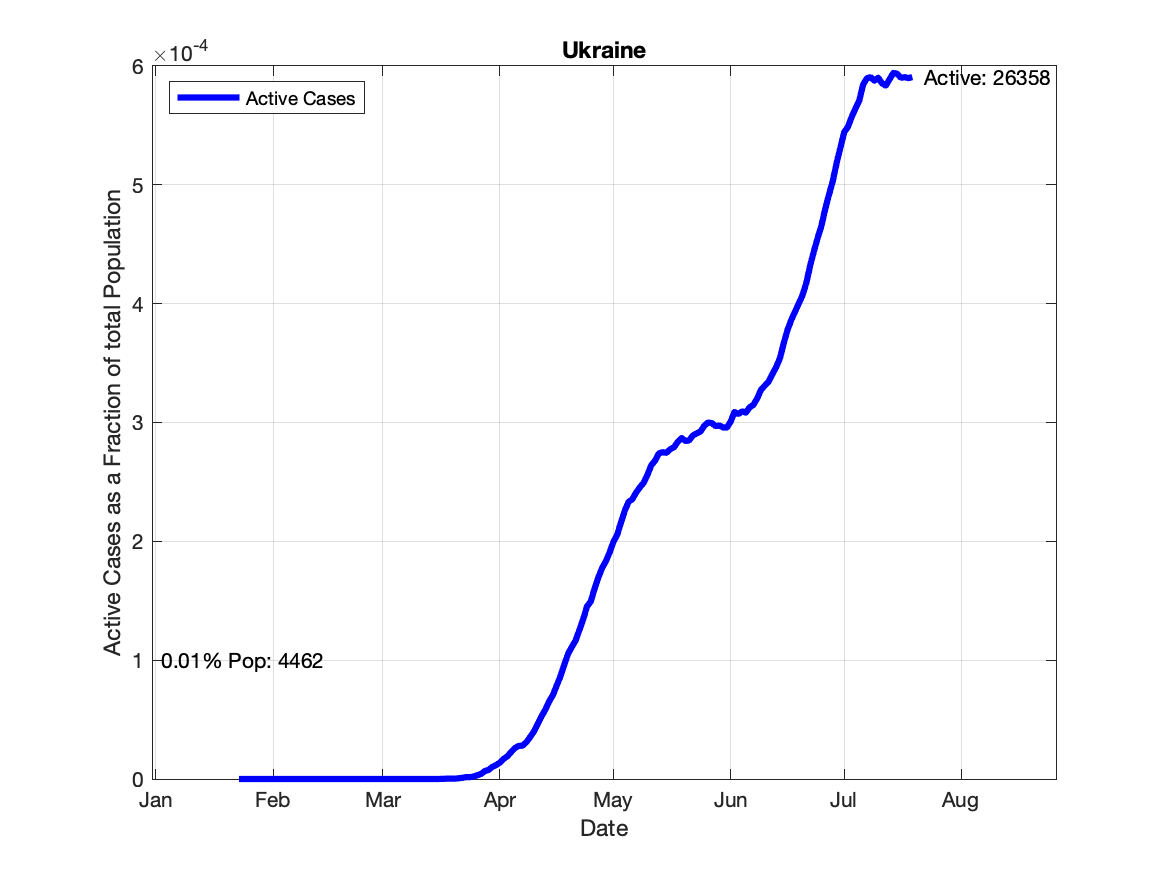 Ukraine
×10-4
6
5
4
3
2
1
0
Active Cases
Active: 26358
0.01% Pop: 4462
Active Cases as a Fraction of total Population
Jan Feb Mar Apr May Jun Jul Aug
Date